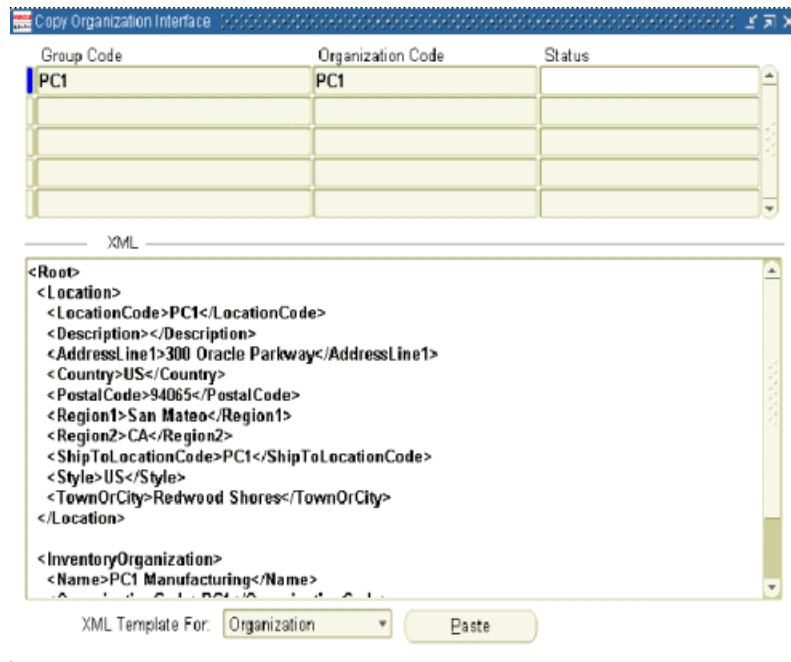 Copy Organization Interface
Group Code Organization Code Status
PC1 PC1
XML
<Root>
<Location>
<LocationCode>PC1</LocationCode>
<Description></Description>
<AddressLine1>300 Oracle Parkway</AddressLine1>
<Country>US</Country>
<PostalCode>94065</PostalCode>
<Region1>San Mateo</Region1>
<Region2>CA</Region2>
<ShipToLocationCode>PC1</ShipToLocationCode>
<Style>US</Style>
<TownOrCity>Redwood Shores</TownOrCity>
</Location>
<InventoryOrganization>
<Name>PC1 Manufacturing</Name>
XML Template For: Organization Paste